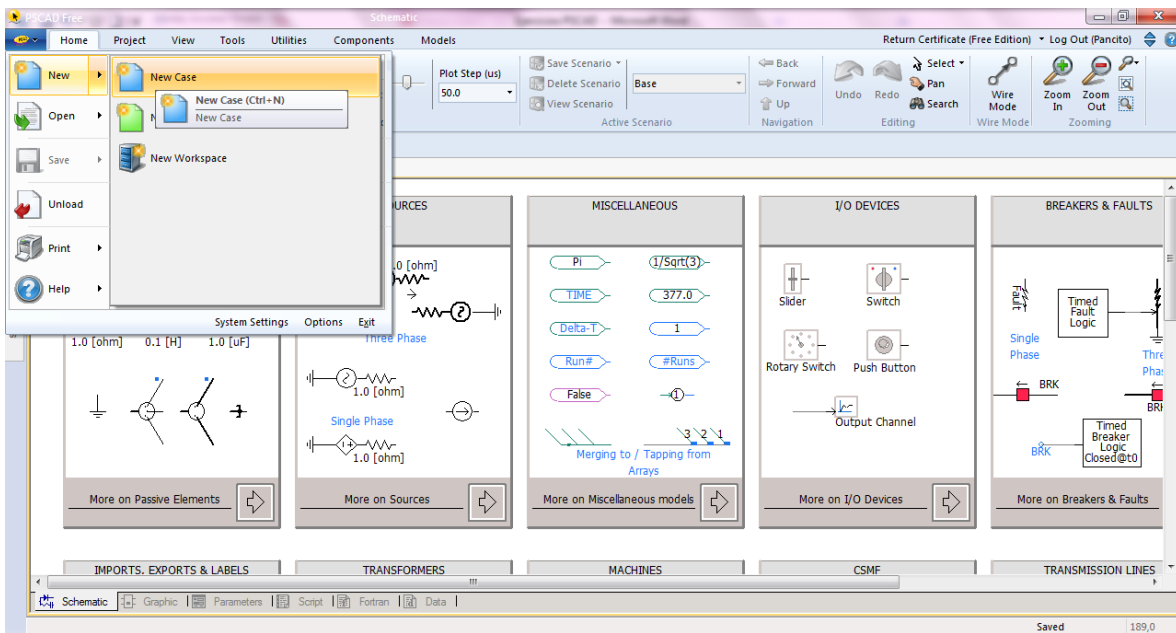 PSCAD Free
Schematic
Home Project View Tools Utilities Components Models
Return Certificate (Free Edition) Log Out (Pancito)
New
Open
Save
Unload
Print
Help
New Case
New Case (Ctrl+N)
New Case
N
New Workspace
System Settings Options Exit
Plot Step (us)
50.0
Save Scenario
Delete Scenario
View Scenario
Base
Active Scenario
Back
Forward
Up
Navigation
Undo
Redo
Select
Pan
Search
Editing
Wire Mode
Wire Mode
Zoom In
Zoom Out
Zooming
1.0 [ohm] 0.1 [H] 1.0 [uF]
More on Passive Elements
URCES
.0 [ohm]
Three Phase
1.0 [ohm]
Single Phase
1.0 [ohm]
More on Sources
MISCELLANEOUS
Pi 1/Sqrt(3)
TIME 377.0
Delta-T 1
Run# #Runs
False 1
3 2 1
Merging to / Tapping from
Arrays
More on Miscellaneous models
I/O DEVICES
Slider Switch
Rotary Switch Push Button
Output Channel
More on I/O Devices
BREAKERS & FAULTS
Fault
Timed
Fault
Logic
Single
Phase
Thre
Phas
BRK
BRK
Timed
Breaker
Logic
Closed@t0
BRK
More on Breakers & Faults
IMPORTS, EXPORTS & LABELS
TRANSFORMERS
MACHINES
CSMF
TRANSMISSION LINES
Schematic Graphic Parameters Script Fortran Data
Saved 189,0